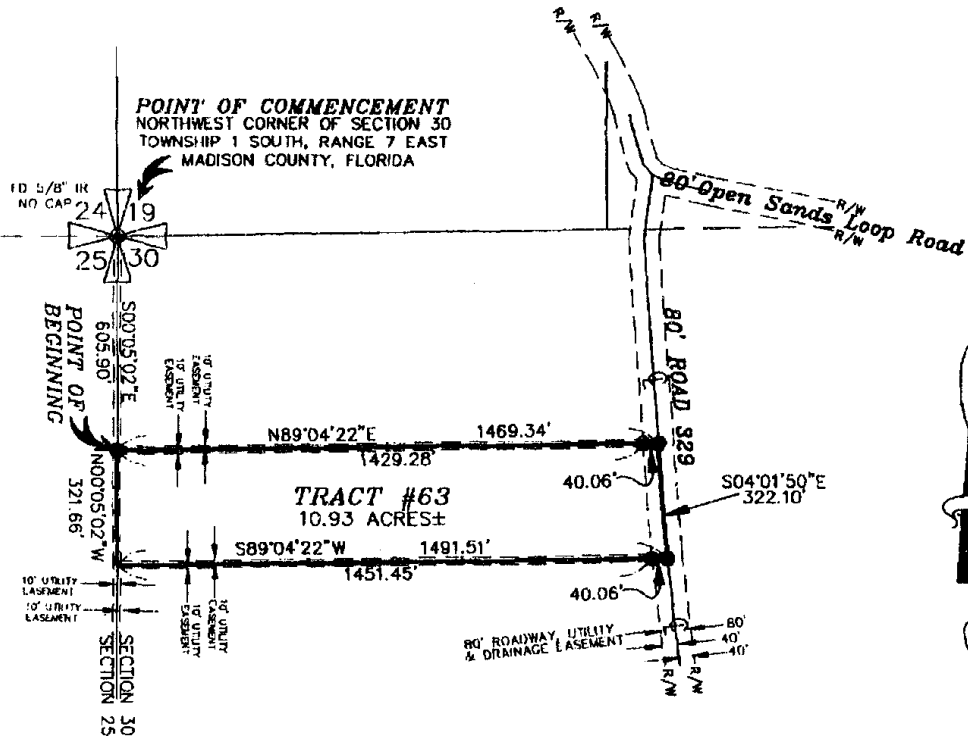 R/W
R/W
POINT OF COMMENCEMENT
NORTHWEST CORNER OF SECTION 30
TOWNSHIP 1 SOUTH, RANGE 7 EAST
MADISON COUNTY, FLORIDA
FD 5/8" IR
NO CAP
24
19
25
30
80' Open Sands Loop Road
R/W
R/W
S00°05'02"E
605.90'
POINT OF
BEGINNING
10' UTILITY
EASEMENT
10' UTILITY
EASEMENT
80' ROAD 329
N89°04'22"E
1469.34'
1429.28'
40.06'
S04°01'50"E
322.10'
N00°05'02"W
321.66'
TRACT #63
10.93 ACRES±
S89°04'22"W
1491.51'
1451.45'
40.06'
10' UTILITY
EASEMENT
10' UTILITY
EASEMENT
10' UTILITY
EASEMENT
10' UTILITY
EASEMENT
80' ROADWAY, UTILITY
& DRAINAGE EASEMENT
80'
40'
40'
R/W
R/W
SECTION 30
SECTION 25